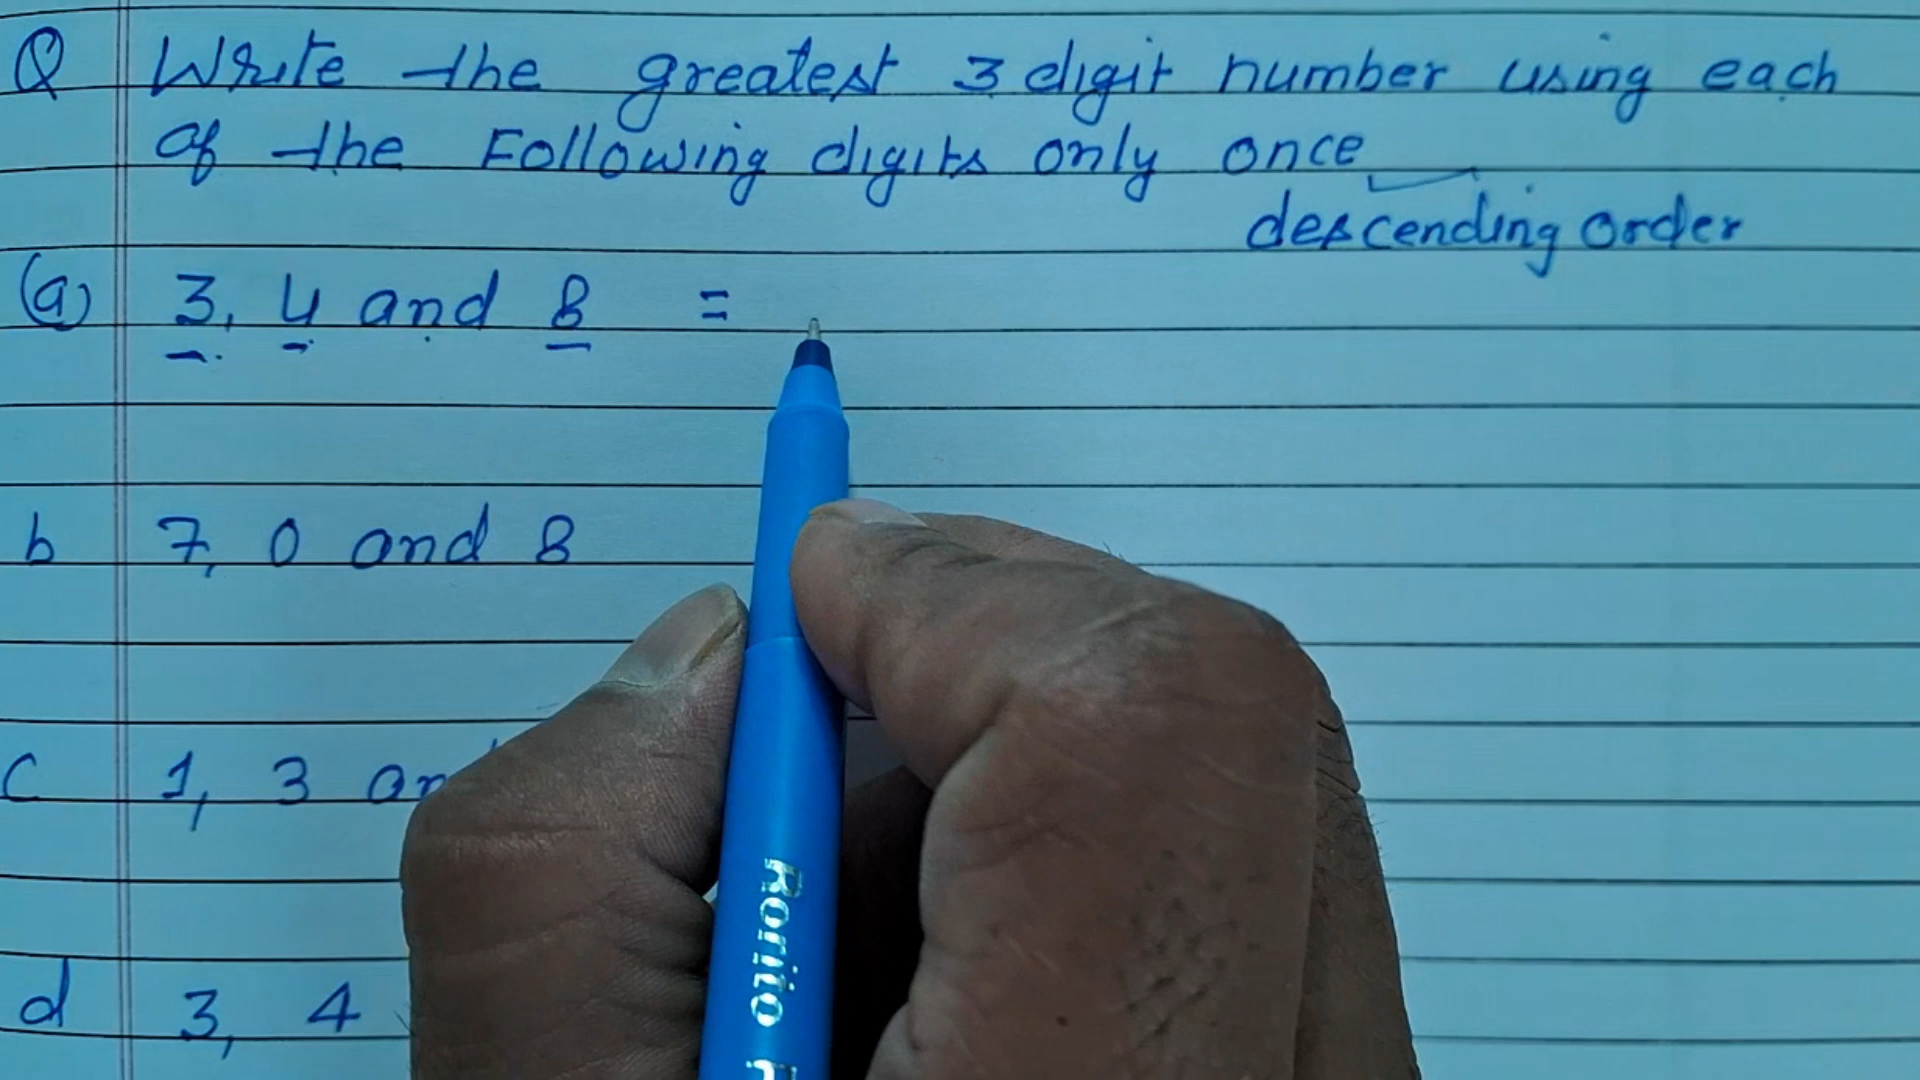 Q Write the greatest 3 digit number using each
of the Following digits only once
descending order
(a) 3, 4 and 8 =
b 7, 0 and 8
c 1, 3
d 3, 4
Rorito